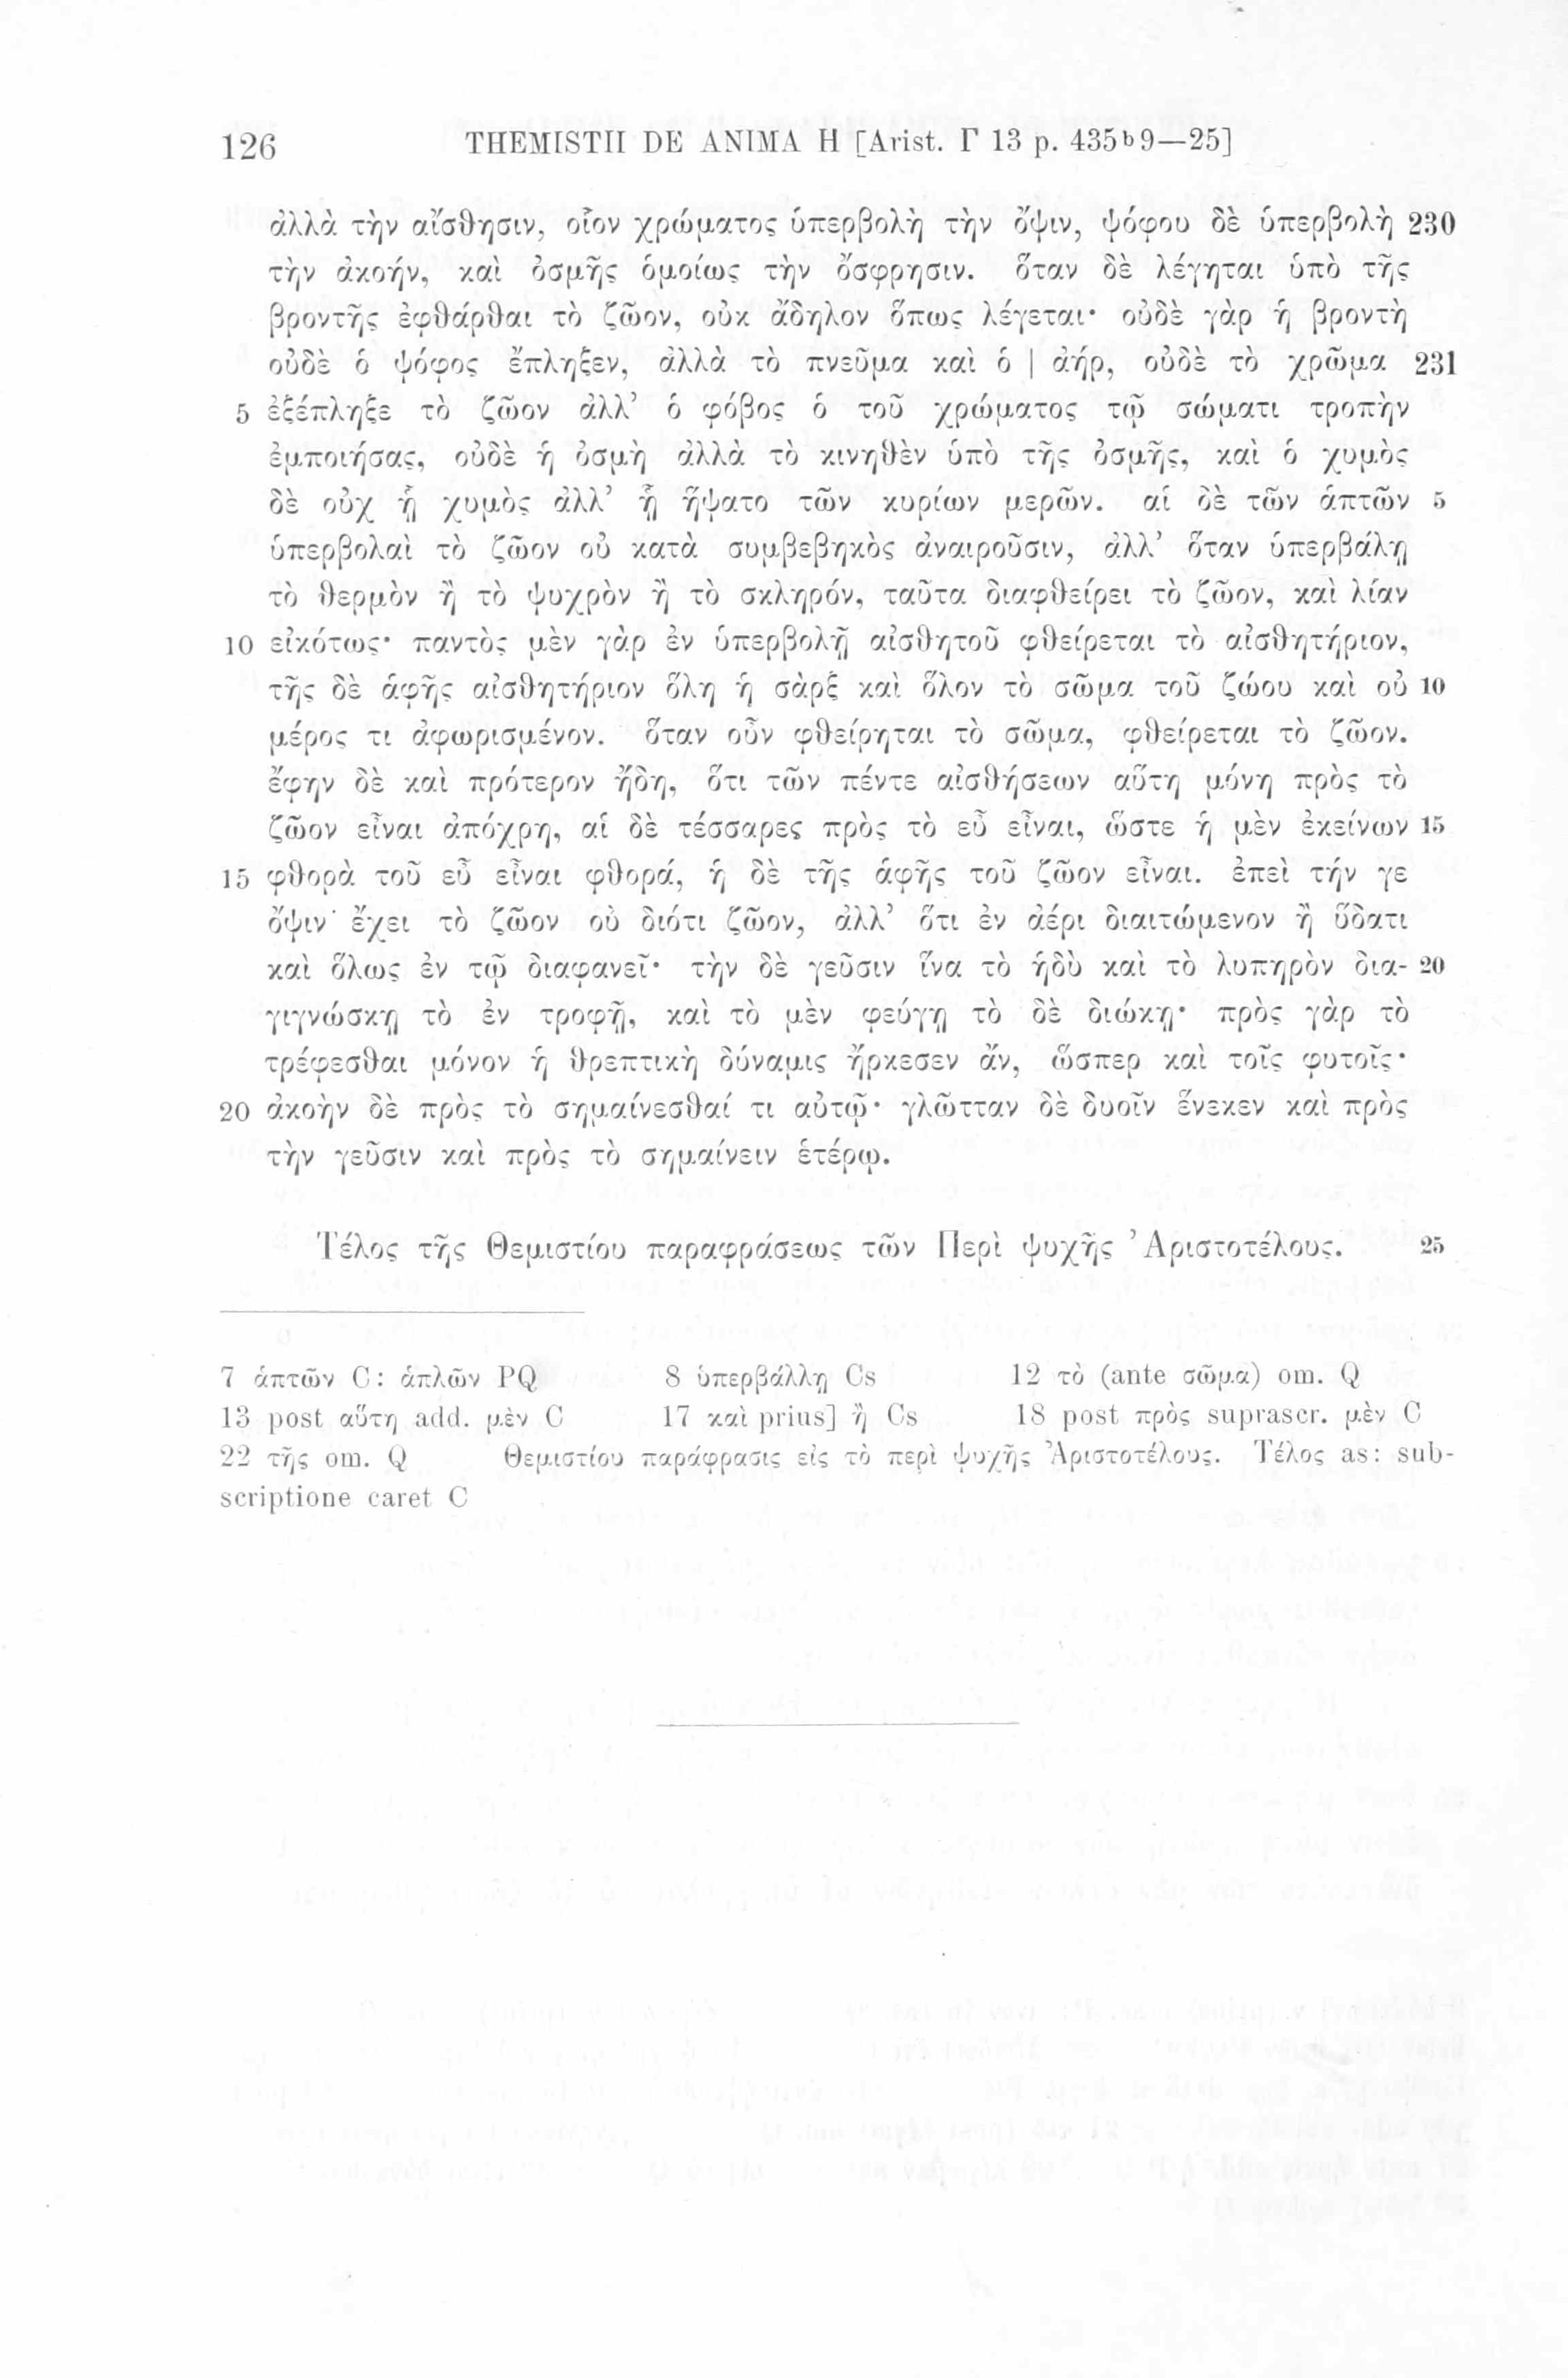 126 THEMISTII DE ANIMA H [Arist. Γ 13 p. 435b9—25]
ἀλλὰ τὴν αἴσθησιν, οἷον χρώματος ὑπερβολὴ τὴν ὄψιν, ψόφου δὲ ὑπερβολὴ 230
τὴν ἀκοήν, καὶ ὀσμῆς ὁμοίως τὴν ὄσφρησιν. ὅταν δὲ λέγηται ὑπὸ τῆς
βροντῆς ἐφθάρθαι τὸ ζῶον, οὐκ ἄδηλον ὅπως λέγεται· οὐδὲ γὰρ ἡ βροντὴ
οὐδὲ ὁ ψόφος ἔπληξεν, ἀλλὰ τὸ πνεῦμα καὶ ὁ | ἀήρ, οὐδὲ τὸ χρῶμα 231
5 ἐξέπληξε τὸ ζῶον ἀλλ’ ὁ φόβος ὁ τοῦ χρώματος τῷ σώματι τροπὴν
ἐμποιήσας, οὐδὲ ἡ ὀσμὴ ἀλλὰ τὸ κινηθὲν ὑπὸ τῆς ὀσμῆς, καὶ ὁ χυμὸς
δὲ οὐχ ᾗ χυμὸς ἀλλ’ ᾗ ἥψατο τῶν κυρίων μερῶν. αἱ δὲ τῶν ἁπτῶν 5
ὑπερβολαὶ τὸ ζῶον οὐ κατὰ συμβεβηκὸς ἀναιροῦσιν, ἀλλ’ ὅταν ὑπερβάλῃ
τὸ θερμὸν ἢ τὸ ψυχρὸν ἢ τὸ σκληρόν, ταῦτα διαφθείρει τὸ ζῶον, καὶ λίαν
10 εἰκότως· παντὸς μὲν γὰρ ἐν ὑπερβολῇ αἰσθητοῦ φθείρεται τὸ αἰσθητήριον,
τῆς δὲ ἁφῆς αἰσθητήριον ὅλη ἡ σὰρξ καὶ ὅλον τὸ σῶμα τοῦ ζώου καὶ οὐ 10
μέρος τι ἀφωρισμένον. ὅταν οὖν φθείρηται τὸ σῶμα, φθείρεται τὸ ζῶον.
ἔφην δὲ καὶ πρότερον ἤδη, ὅτι τῶν πέντε αἰσθήσεων αὕτη μόνη πρὸς τὸ
ζῶον εἶναι ἀπόχρη, αἱ δὲ τέσσαρες πρὸς τὸ εὖ εἶναι, ὥστε ἡ μὲν ἐκείνων 15
15 φθορὰ τοῦ εὖ εἶναι φθορά, ἡ δὲ τῆς ἁφῆς τοῦ ζῶον εἶναι. ἐπεὶ τήν γε
ὄψιν ἔχει τὸ ζῶον οὐ διότι ζῶον, ἀλλ’ ὅτι ἐν ἀέρι διαιτώμενον ἢ ὕδατι
καὶ ὅλως ἐν τῷ διαφανεῖ· τὴν δὲ γεῦσιν ἵνα τὸ ἡδὺ καὶ τὸ λυπηρὸν δια- 20
γιγνώσκῃ τὸ ἐν τροφῇ, καὶ τὸ μὲν φεύγῃ τὸ δὲ διώκῃ· πρὸς γὰρ τὸ
τρέφεσθαι μόνον ἡ θρεπτικὴ δύναμις ἤρκεσεν ἄν, ὥσπερ καὶ τοῖς φυτοῖς·
20 ἀκοὴν δὲ πρὸς τὸ σημαίνεσθαί τι αὐτῷ· γλῶτταν δὲ δυοῖν ἕνεκεν καὶ πρὸς
τὴν γεῦσιν καὶ πρὸς τὸ σημαίνειν ἑτέρῳ.
Τέλος τῆς Θεμιστίου παραφράσεως τῶν Περὶ ψυχῆς Ἀριστοτέλους. 25
7 ἁπτῶν C: ἁπλῶν PQ 8 ὑπερβάλλῃ Cs 12 τὸ (ante σῶμα) om. Q
13 post αὕτη add. μὲν C 17 καὶ prius] ἢ Cs 18 post πρὸς suprascr. μὲν C
22 τῆς om. Q Θεμιστίου παράφρασις εἰς τὸ περὶ ψυχῆς Ἀριστοτέλους. Τέλος as: sub-
scriptione caret C